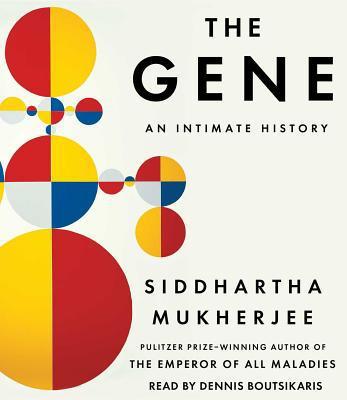 THE
GENE
AN INTIMATE HISTORY
SIDDHARTHA
MUKHERJEE
PULITZER PRIZE–WINNING AUTHOR OF
THE EMPEROR OF ALL MALADIES
READ BY DENNIS BOUTSIKARIS